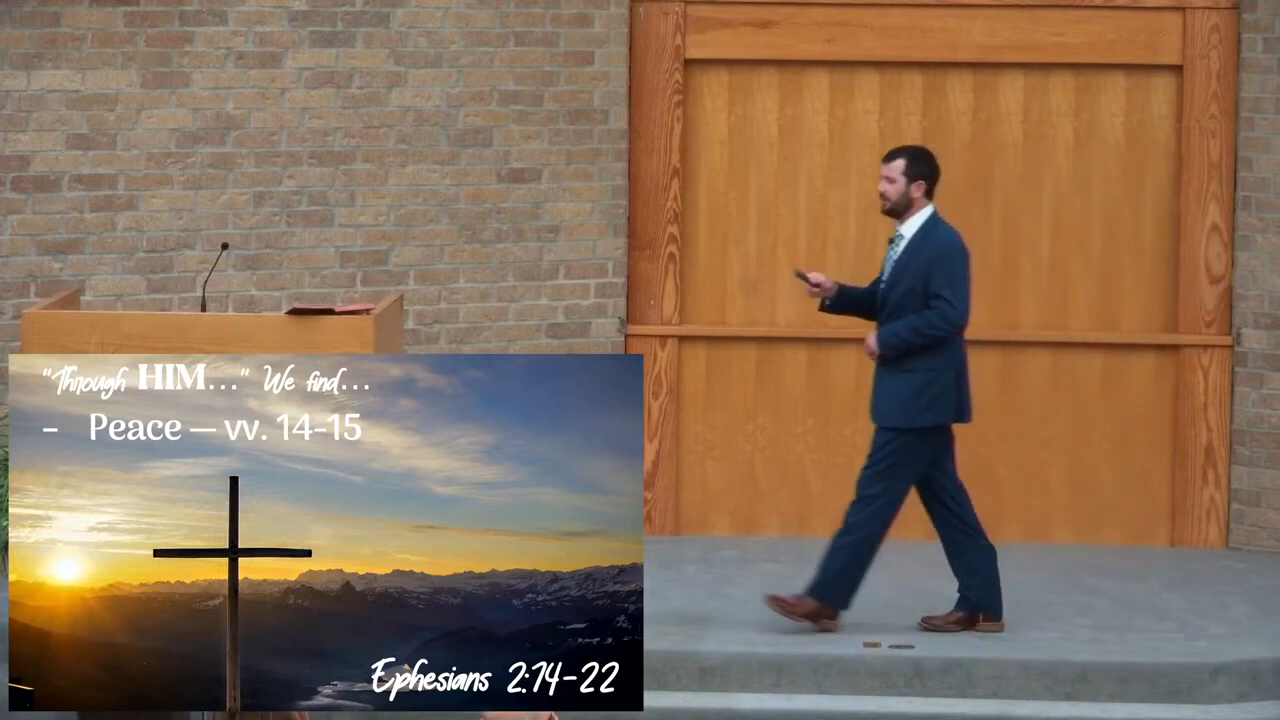 "Through HIM..." We find...
- Peace – vv. 14-15
Ephesians 2:14-22